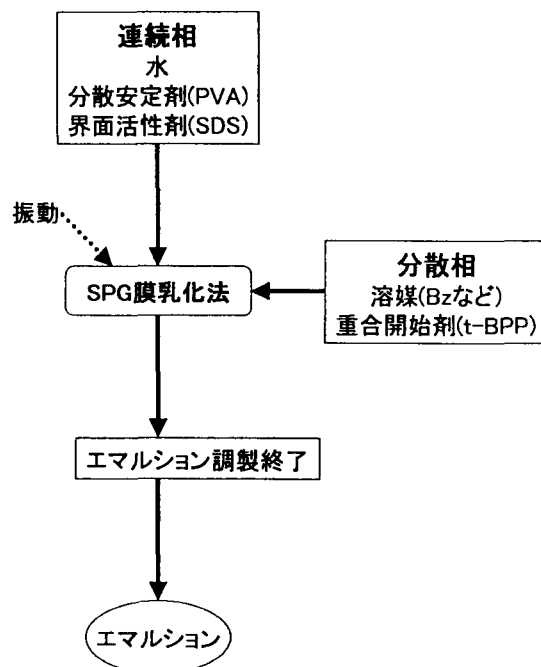 連続相
水
分散安定剤(PVA)
界面活性剤(SDS)
振動
SPG膜乳化法
分散相
溶媒(Bzなど)
重合開始剤(t-BPP)
エマルション調製終了
エマルション